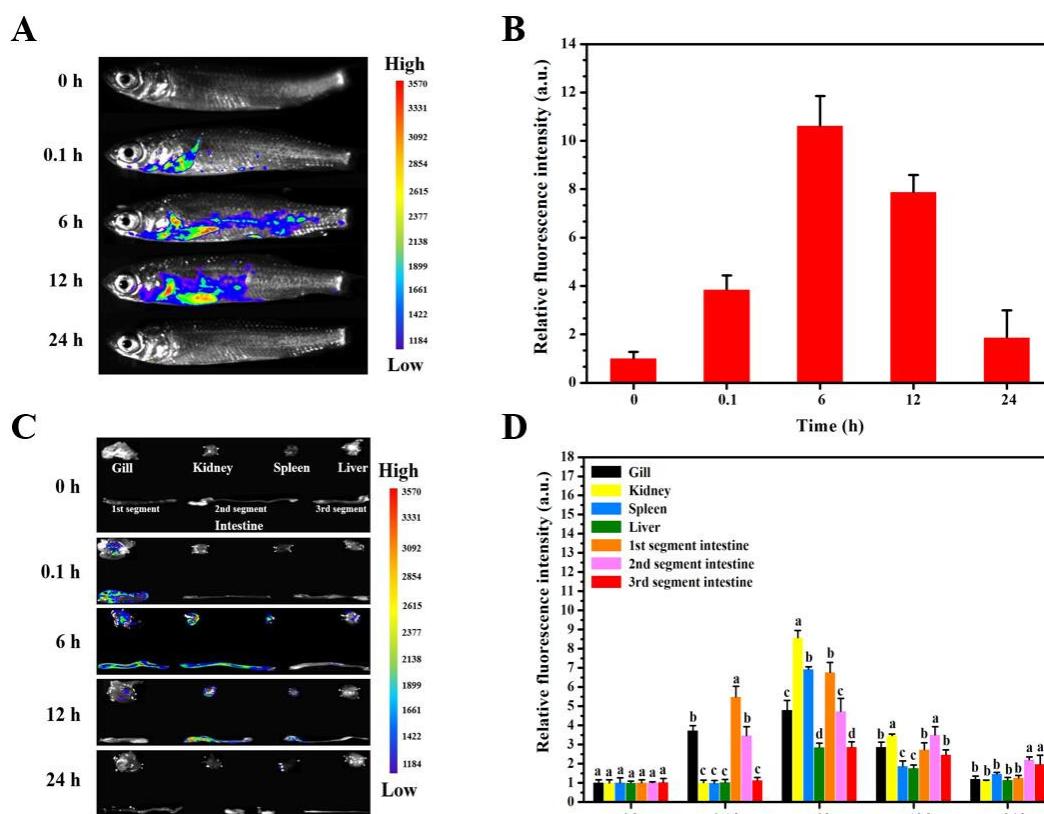 A
High
0 h
0.1 h
6 h
12 h
24 h
3570
3331
3092
2854
2615
2377
2138
1899
1661
1422
1184
Low
B
Relative fluorescence intensity (a.u.)
14
12
10
8
6
4
2
0
0 0.1 6 12 24
Time (h)
C
High
0 h
Gill Kidney Spleen Liver
1st segment 2nd segment 3rd segment
Intestine
0.1 h
6 h
12 h
24 h
3570
3331
3092
2854
2615
2377
2138
1899
1661
1422
1184
Low
D
Relative fluorescence intensity (a.u.)
18
17
16
15
14
13
12
11
10
9
8
7
6
5
4
3
2
1
0
Gill
Kidney
Spleen
Liver
1st segment intestine
2nd segment intestine
3rd segment intestine
a a a a a a a
b c c c a b c
c a b d b c d
b a c c b a b
b b b b b a a